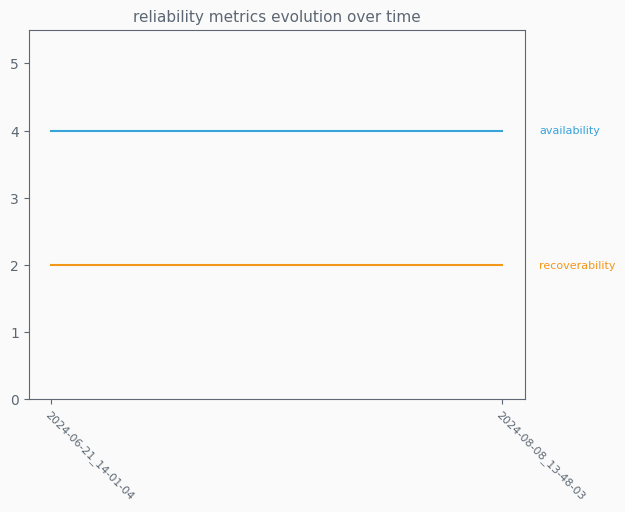 reliability metrics evolution over time
5
4
3
2
1
0
availability
recoverability
2024-06-21_14-01-04
2024-08-08_13-48-03